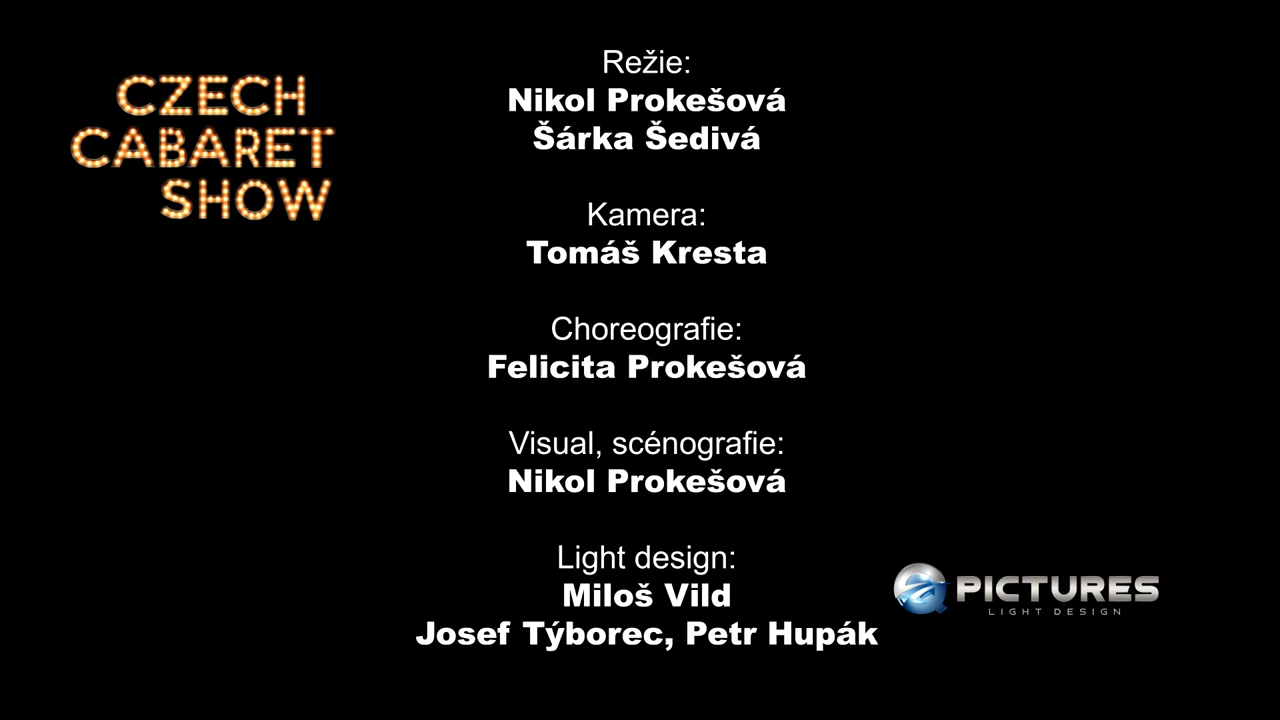 CZECH
CABARET
SHOW
Režie:
Nikol Prokešová
Šárka Šedivá
Kamera:
Tomáš Kresta
Choreografie:
Felicita Prokešová
Visual, scénografie:
Nikol Prokešová
Light design:
Miloš Vild
Josef Týborec, Petr Hupák
PICTURES
LIGHT DESIGN